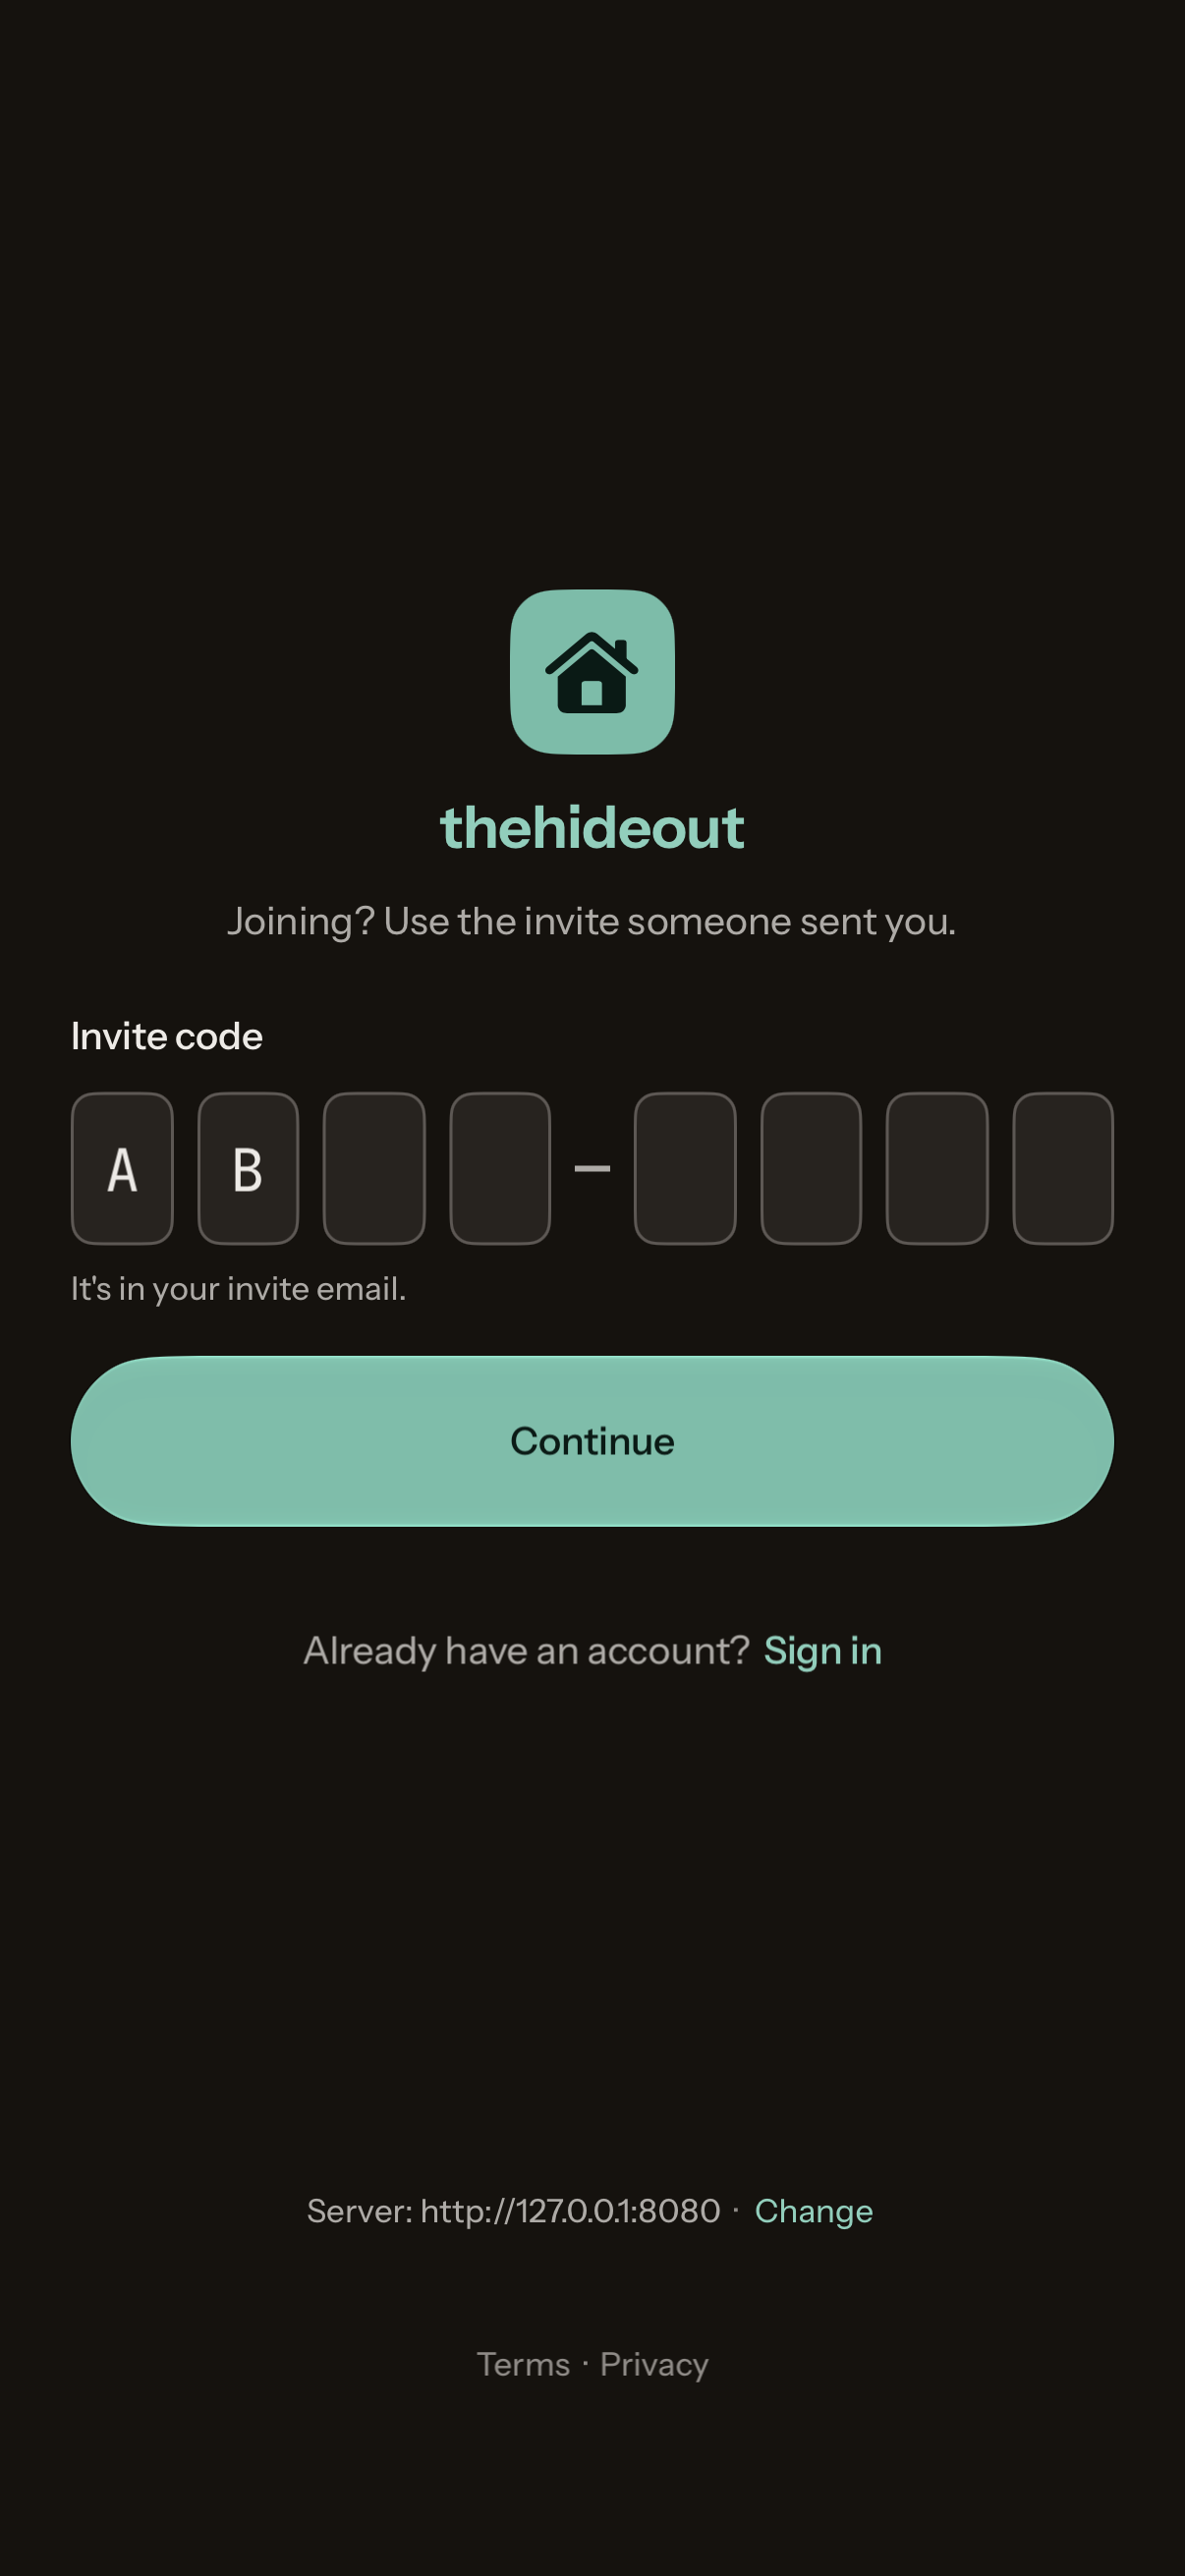 thehideout
Joining? Use the invite someone sent you.
Invite code
A B –
It's in your invite email.
Continue
Already have an account? Sign in
Server: http://127.0.0.1:8080 · Change
Terms · Privacy